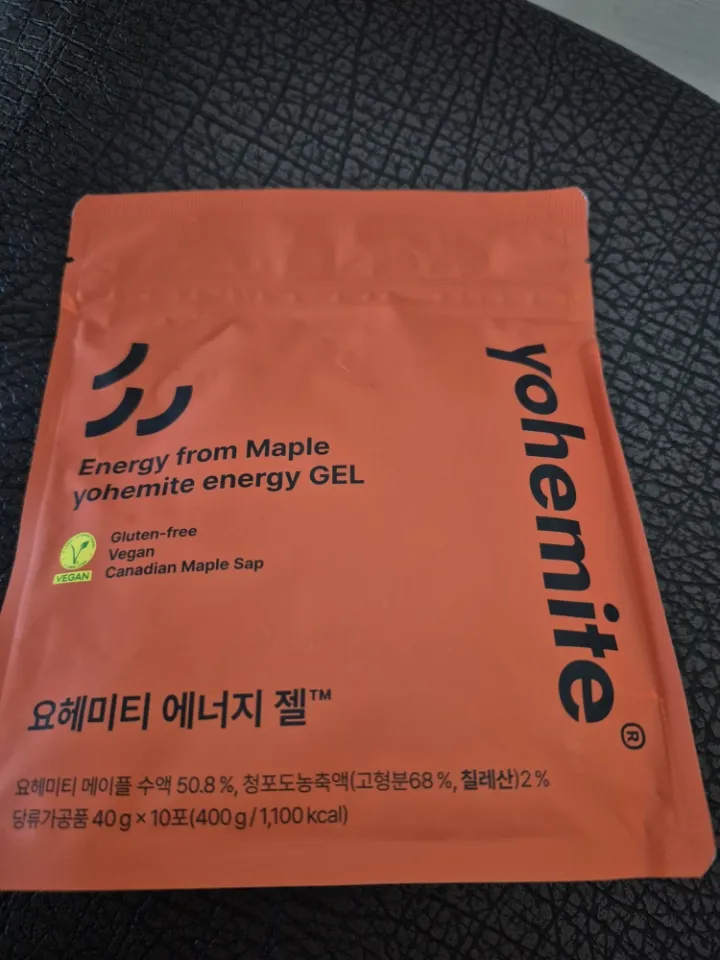 Energy from Maple
yohemite energy GEL
Gluten-free
Vegan
Canadian Maple Sap
VEGAN
yohemite®
요헤미티 에너지 젤™
요헤미티 메이플 수액 50.8 %, 청포도농축액(고형분68 %, 칠레산)2 %
당류가공품 40 g × 10포(400 g / 1,100 kcal)